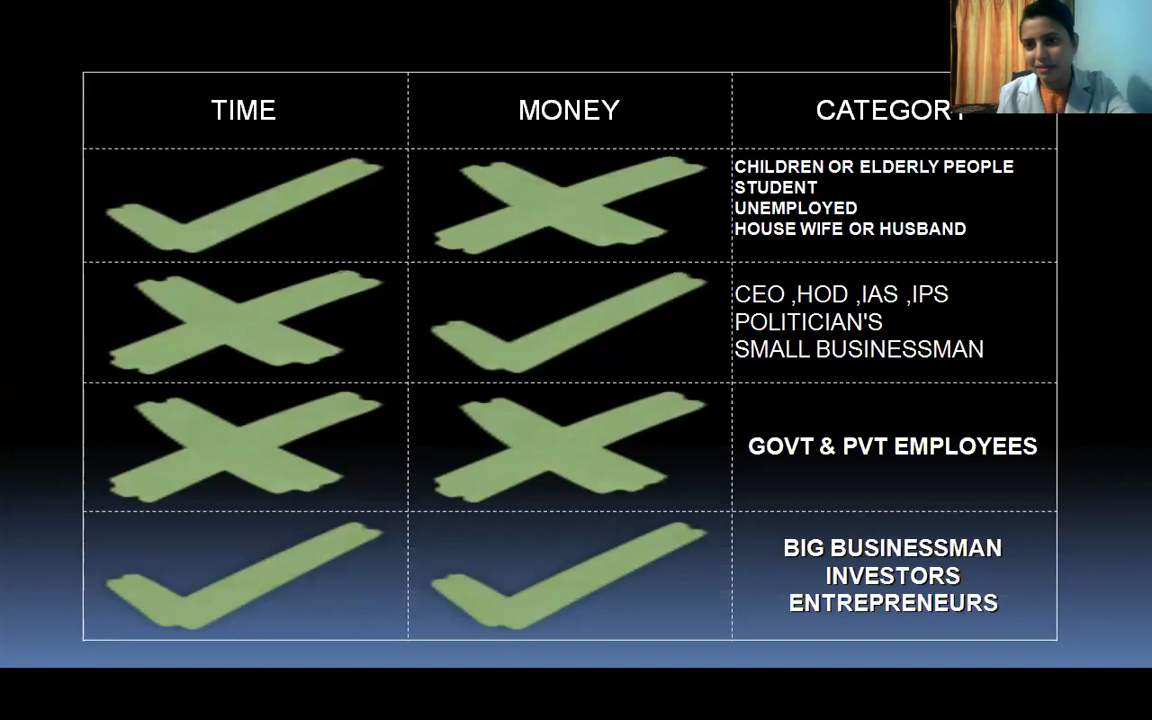 TIME MONEY CATEGORY
CHILDREN OR ELDERLY PEOPLE
STUDENT
UNEMPLOYED
HOUSE WIFE OR HUSBAND
CEO ,HOD ,IAS ,IPS
POLITICIAN'S
SMALL BUSINESSMAN
GOVT & PVT EMPLOYEES
BIG BUSINESSMAN
INVESTORS
ENTREPRENEURS